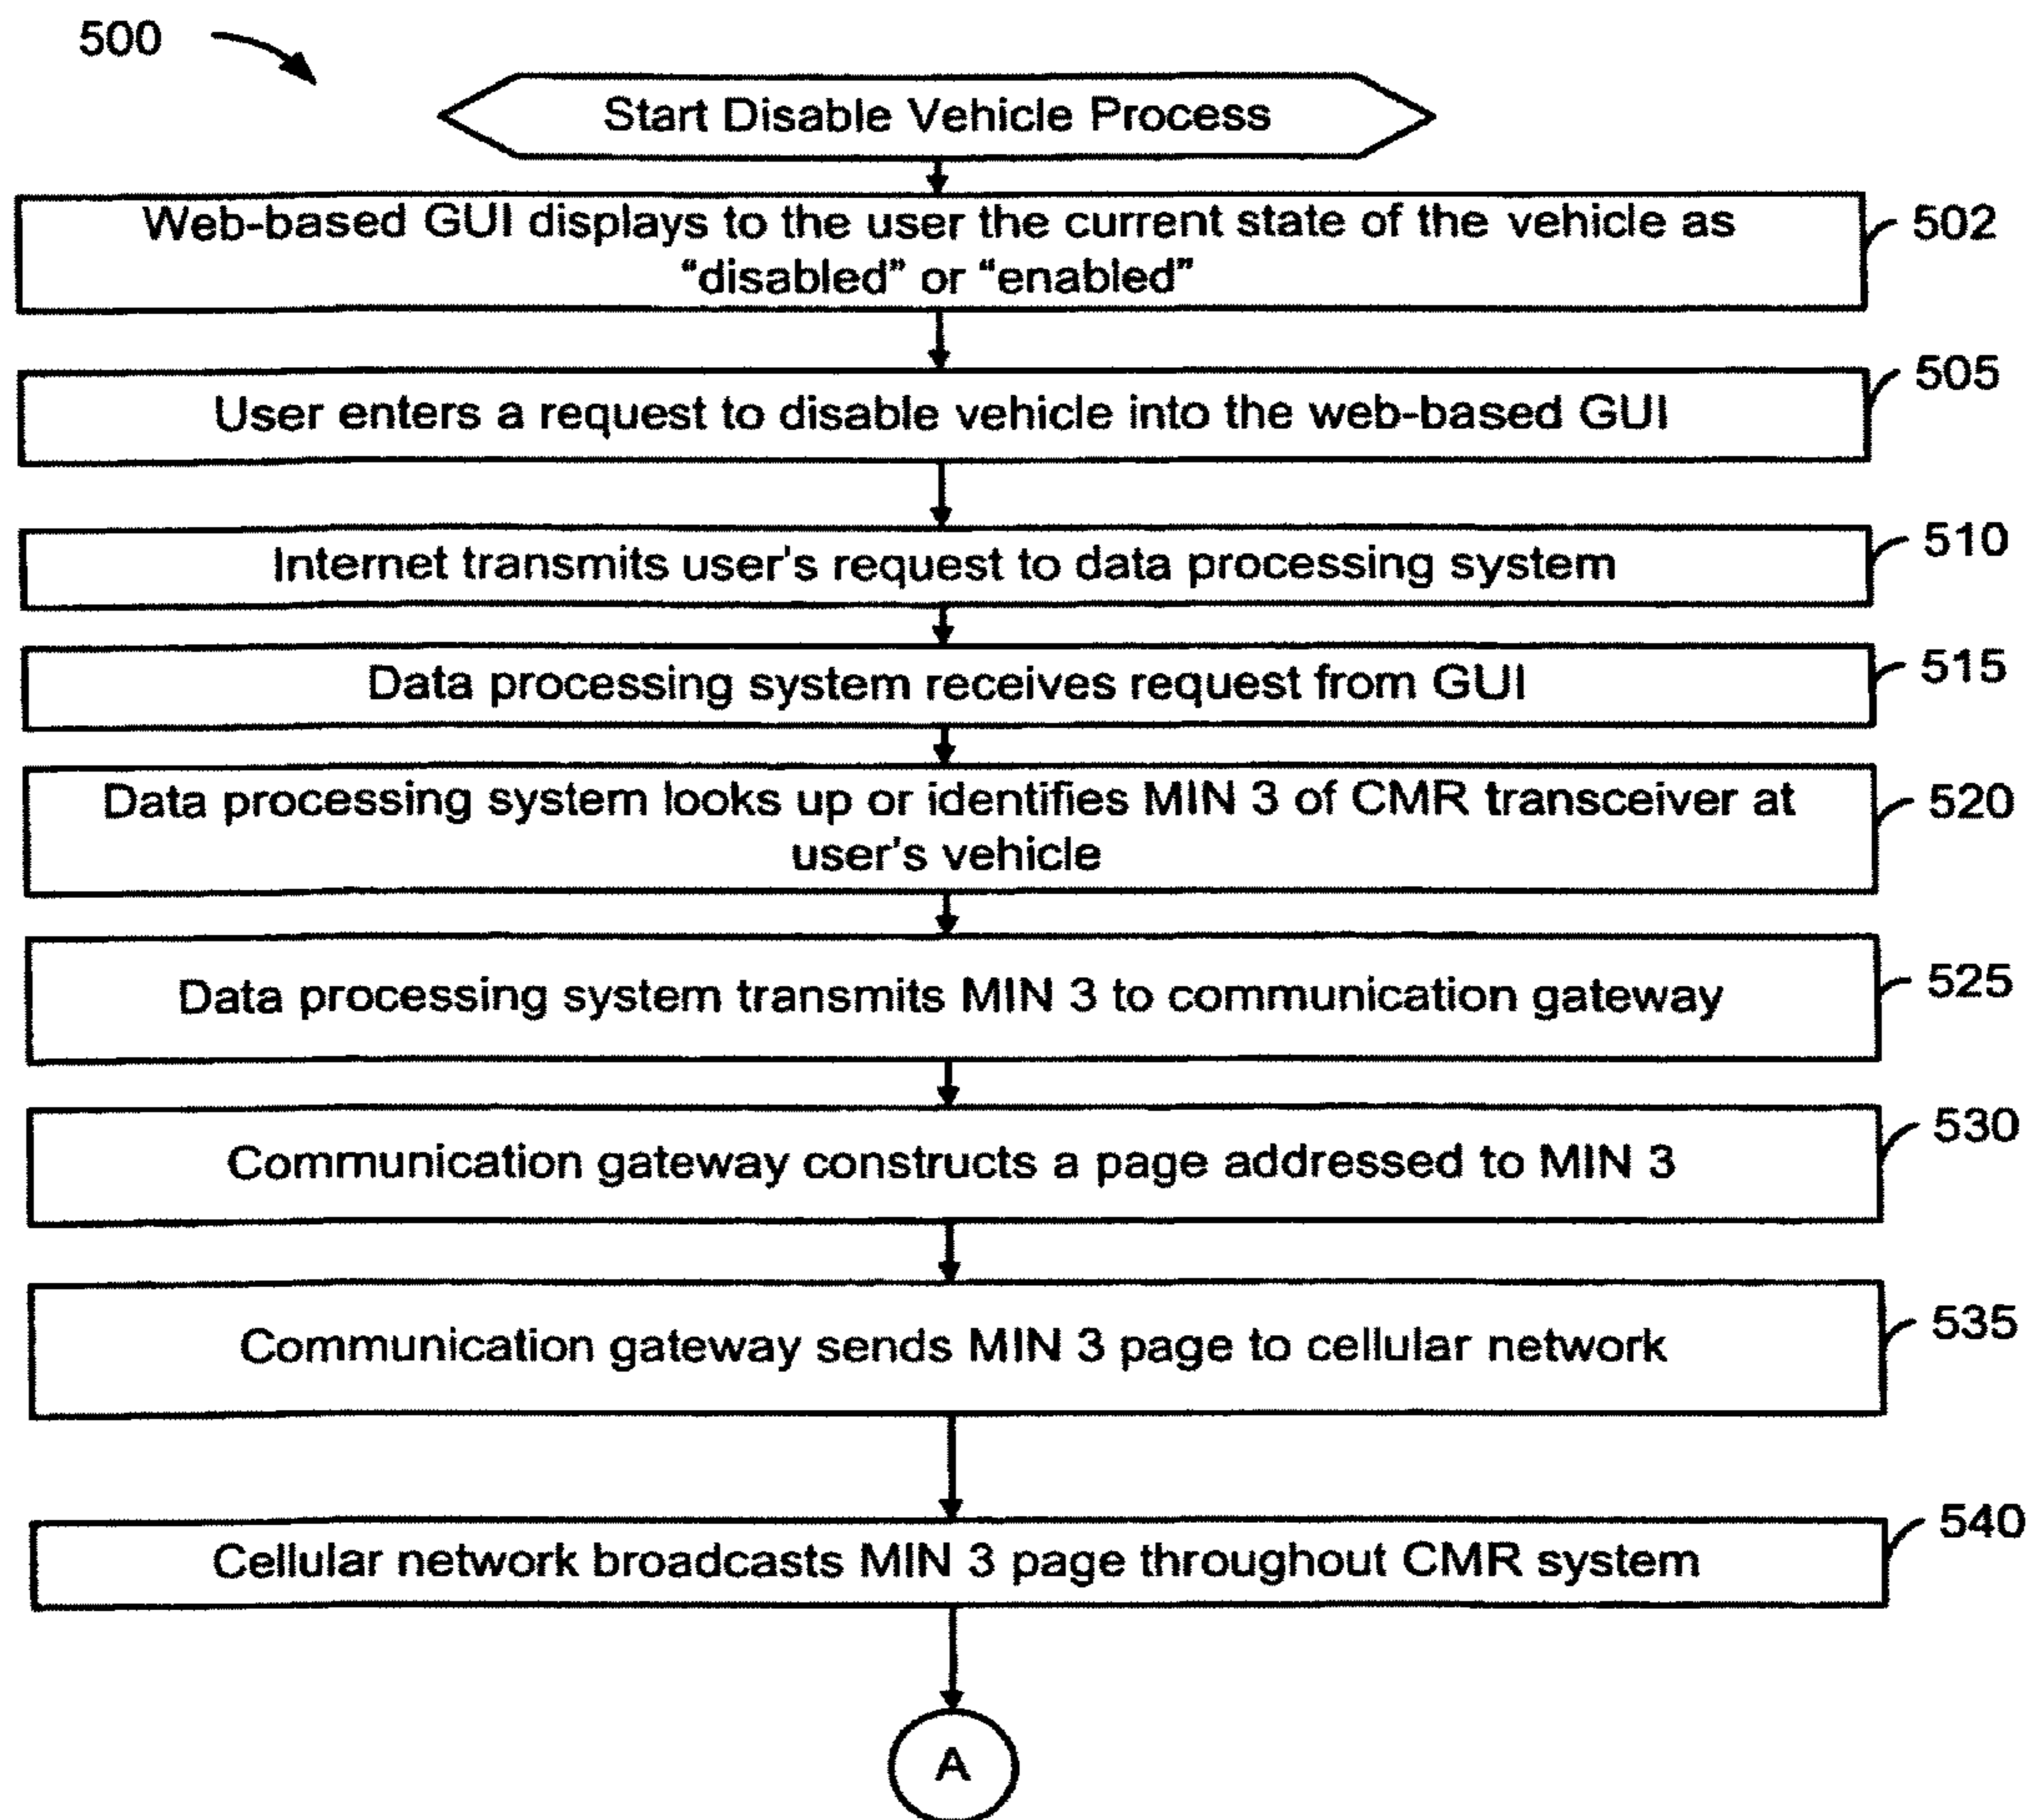 500
Start Disable Vehicle Process
Web-based GUI displays to the user the current state of the vehicle as
“disabled” or “enabled”
502
User enters a request to disable vehicle into the web-based GUI
505
Internet transmits user's request to data processing system
510
Data processing system receives request from GUI
515
Data processing system looks up or identifies MIN 3 of CMR transceiver at
user's vehicle
520
Data processing system transmits MIN 3 to communication gateway
525
Communication gateway constructs a page addressed to MIN 3
530
Communication gateway sends MIN 3 page to cellular network
535
Cellular network broadcasts MIN 3 page throughout CMR system
540
A